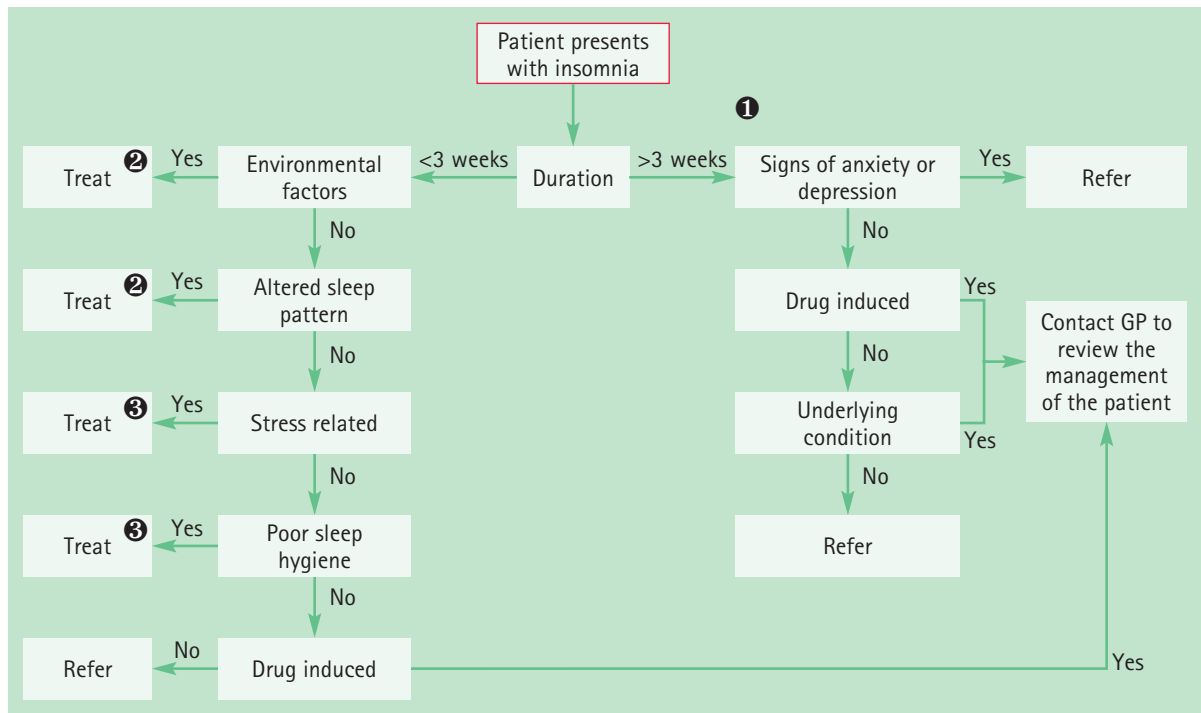 Patient presents
with insomnia
❶
<3 weeks
>3 weeks
Duration
Treat
❷
Yes
Environmental
factors
Signs of anxiety or
depression
Yes
Refer
No
No
Treat
❷
Yes
Altered sleep
pattern
Drug induced
Yes
Contact GP to
review the
management
of the patient
No
No
Treat
❸
Yes
Stress related
Underlying
condition
Yes
No
No
Treat
❸
Yes
Poor sleep
hygiene
Refer
No
Refer
No
Drug induced
Yes